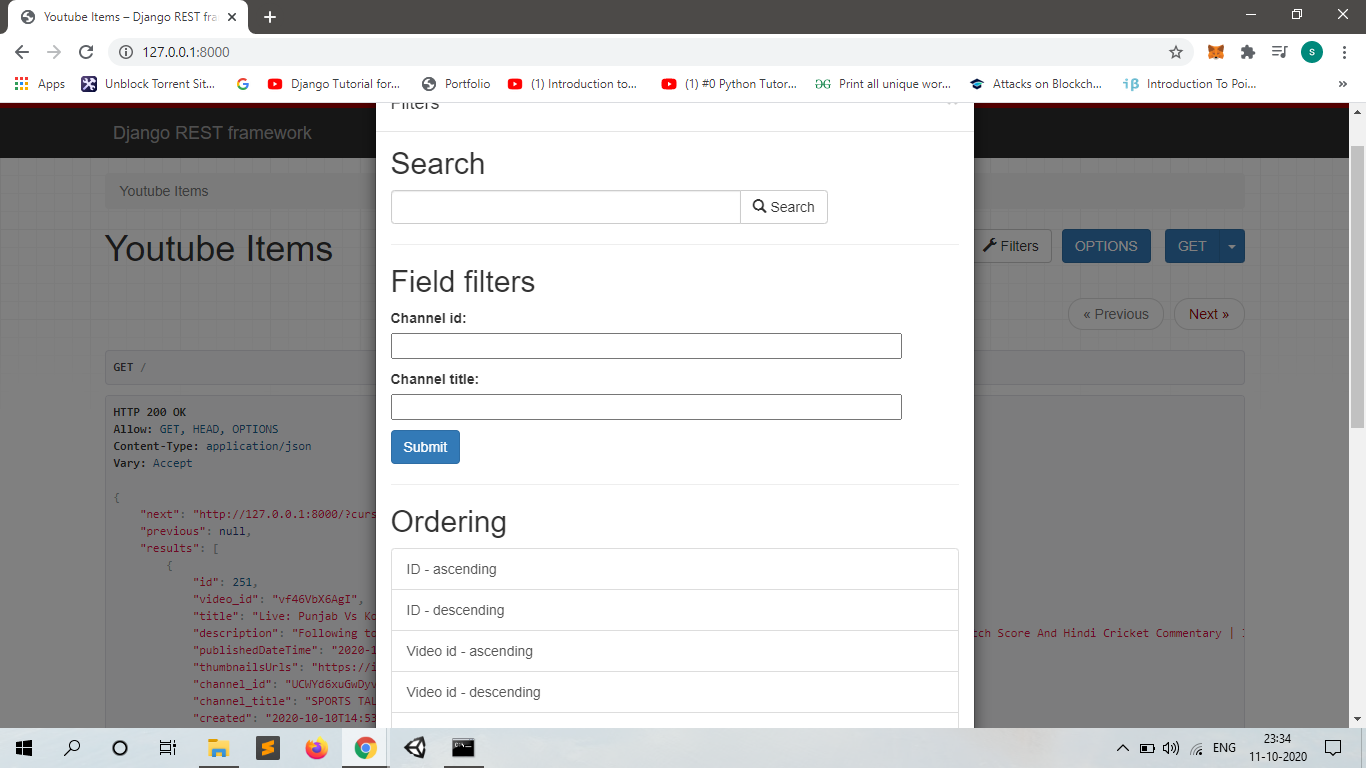 Youtube Items – Django REST fra
127.0.0.1:8000
S
Apps
Unblock Torrent Sit...
Django Tutorial for...
Portfolio
(1) Introduction to...
(1) #0 Python Tutor...
Print all unique wor...
Attacks on Blockch...
Introduction To Poi...
»
Django REST framework
Filters
Youtube Items
Search
Search
Youtube Items
Filters
OPTIONS
GET
Field filters
« Previous
Next »
Channel id:
GET /
Channel title:
HTTP 200 OK
Allow: GET, HEAD, OPTIONS
Content-Type: application/json
Vary: Accept
Submit
{
"next": "http://127.0.0.1:8000/?curs
"previous": null,
"results": [
{
"id": 251,
"video_id": "vf46VbX6AgI",
"title": "Live: Punjab Vs Ko
"description": "Following to
tch Score And Hindi Cricket Commentary |
"publishedDateTime": "2020-1
"thumbnailsUrls": "https://i
"channel_id": "UCWYd6xuGwDyv
"channel_title": "SPORTS TAL
"created": "2020-10-10T14:53
Ordering
ID - ascending
ID - descending
Video id - ascending
Video id - descending
ENG
23:34
11-10-2020